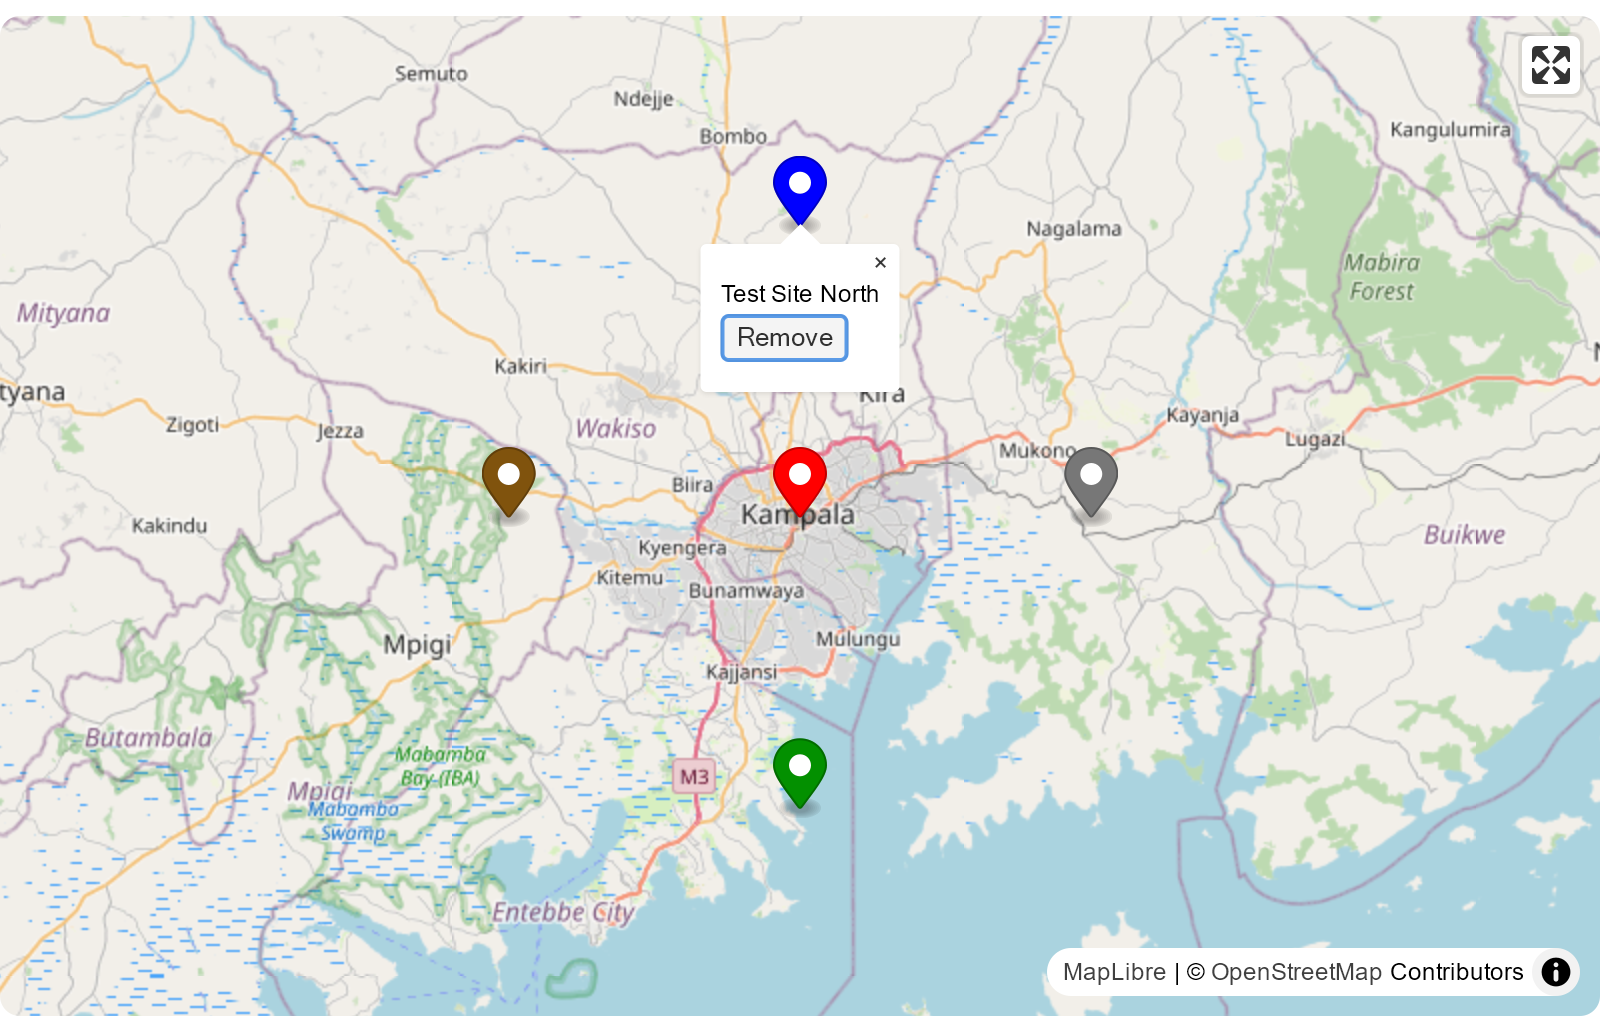 Semuto
Ndejje
Bombo
Kangulumira
Nagalama
Mabira
Forest
×
Test Site North
Remove
Mityana
tyana
Kakiri
Kira
Zigoti
Jezza
Wakiso
Kayanja
Lugazi
Mukono
Biira
Kampala
Kakindu
Buikwe
Kyengera
Kitemu
Bunamwaya
Mpigi
Mulungu
Kajjansi
Butambala
Mabamba
Bay (IBA)
M3
Mpigi
Mabamba
Swamp
Entebbe City
MapLibre | © OpenStreetMap Contributors